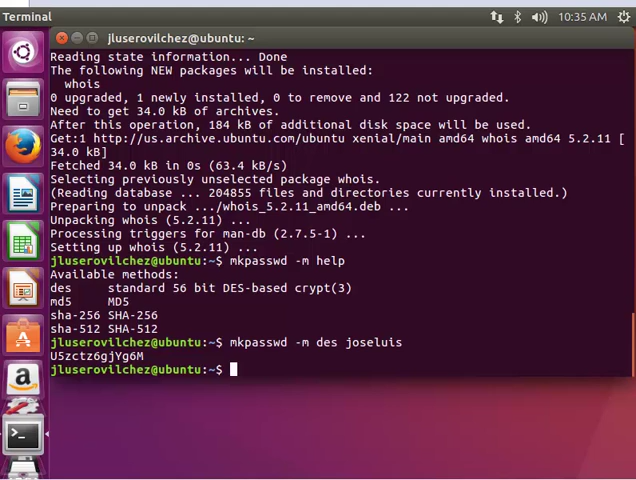 Terminal
10:35 AM
jluserovilchez@ubuntu: ~
Reading state information... Done
The following NEW packages will be installed:
  whois
0 upgraded, 1 newly installed, 0 to remove and 122 not upgraded.
Need to get 34.0 kB of archives.
After this operation, 184 kB of additional disk space will be used.
Get:1 http://us.archive.ubuntu.com/ubuntu xenial/main amd64 whois amd64 5.2.11 [
34.0 kB]
Fetched 34.0 kB in 0s (63.4 kB/s)
Selecting previously unselected package whois.
(Reading database ... 204855 files and directories currently installed.)
Preparing to unpack .../whois_5.2.11_amd64.deb ...
Unpacking whois (5.2.11) ...
Processing triggers for man-db (2.7.5-1) ...
Setting up whois (5.2.11) ...
jluserovilchez@ubuntu:~$ mkpasswd -m help
Available methods:
des     standard 56 bit DES-based crypt(3)
md5     MD5
sha-256 SHA-256
sha-512 SHA-512
jluserovilchez@ubuntu:~$ mkpasswd -m des joseluis
U5zctz6gjYg6M
jluserovilchez@ubuntu:~$